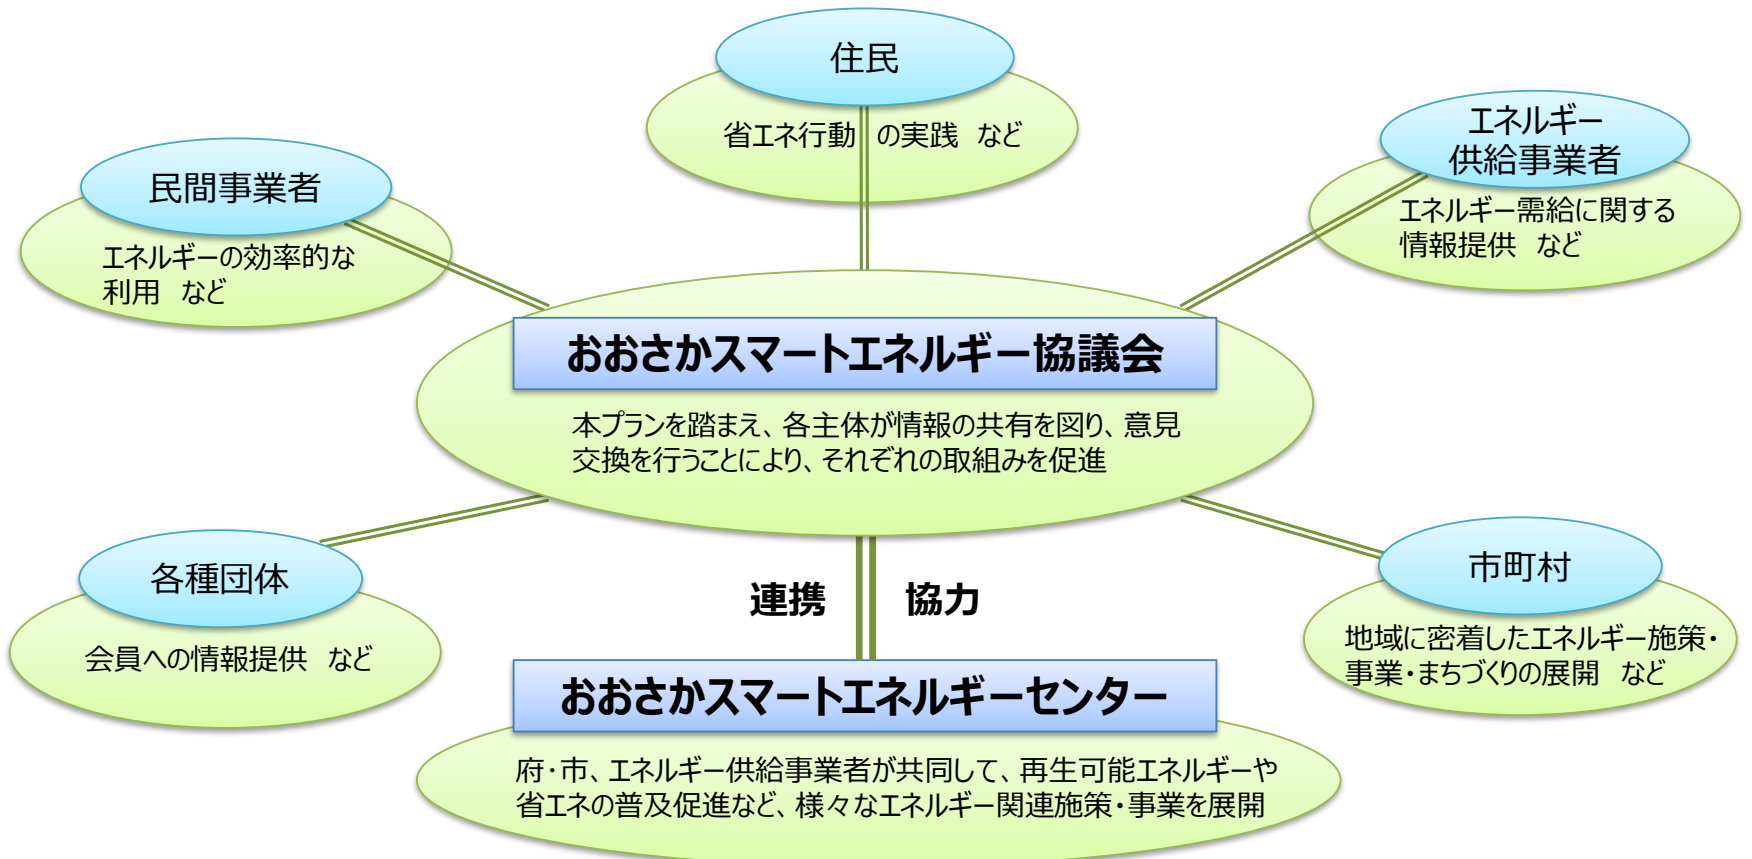 住民
省エネ行動 の実践 など
エネルギー
供給事業者
エネルギー需給に関する
情報提供 など
民間事業者
エネルギーの効率的な
利用 など
おおさかスマートエネルギー協議会
本プランを踏まえ、各主体が情報の共有を図り、意見
交換を行うことにより、それぞれの取組みを促進
各種団体
会員への情報提供 など
連携 協力
市町村
地域に密着したエネルギー施策・
事業・まちづくりの展開 など
おおさかスマートエネルギーセンター
府・市、エネルギー供給事業者が共同して、再生可能エネルギーや
省エネの普及促進など、様々なエネルギー関連施策・事業を展開